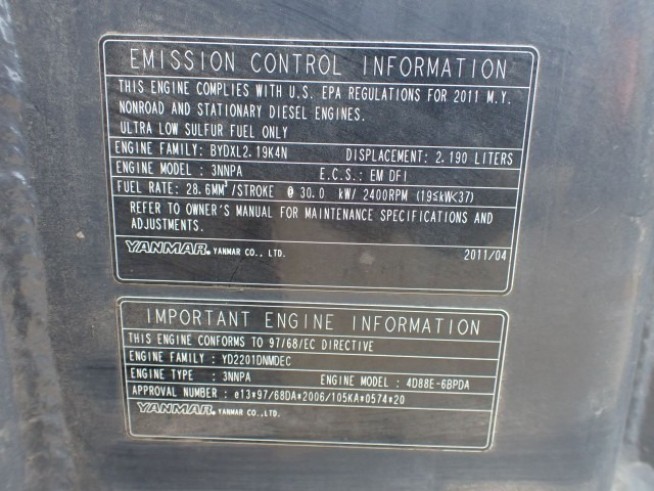 EMISSION CONTROL INFORMATION
THIS ENGINE COMPLIES WITH U.S. EPA REGULATIONS FOR 2011 M.Y.
NONROAD AND STATIONARY DIESEL ENGINES.
ULTRA LOW SULFUR FUEL ONLY
ENGINE FAMILY: BYDXL2.19K4N DISPLACEMENT: 2.190 LITERS
ENGINE MODEL : 3NNPA E.C.S.: EM DFI
FUEL RATE: 28.6MM³/STROKE @ 30.0 kW/ 2400RPM (19≤kW<37)
REFER TO OWNER'S MANUAL FOR MAINTENANCE SPECIFICATIONS AND
ADJUSTMENTS.
YANMAR. YANMAR CO., LTD. 2011/04
IMPORTANT ENGINE INFORMATION
THIS ENGINE CONFORMS TO 97/68/EC DIRECTIVE
ENGINE FAMILY : YD2201DNMDEC
ENGINE TYPE : 3NNPA ENGINE MODEL : 4D88E-6BPDA
APPROVAL NUMBER : e13*97/68DA*2006/105KA*0574*20
YANMAR. YANMAR CO., LTD.